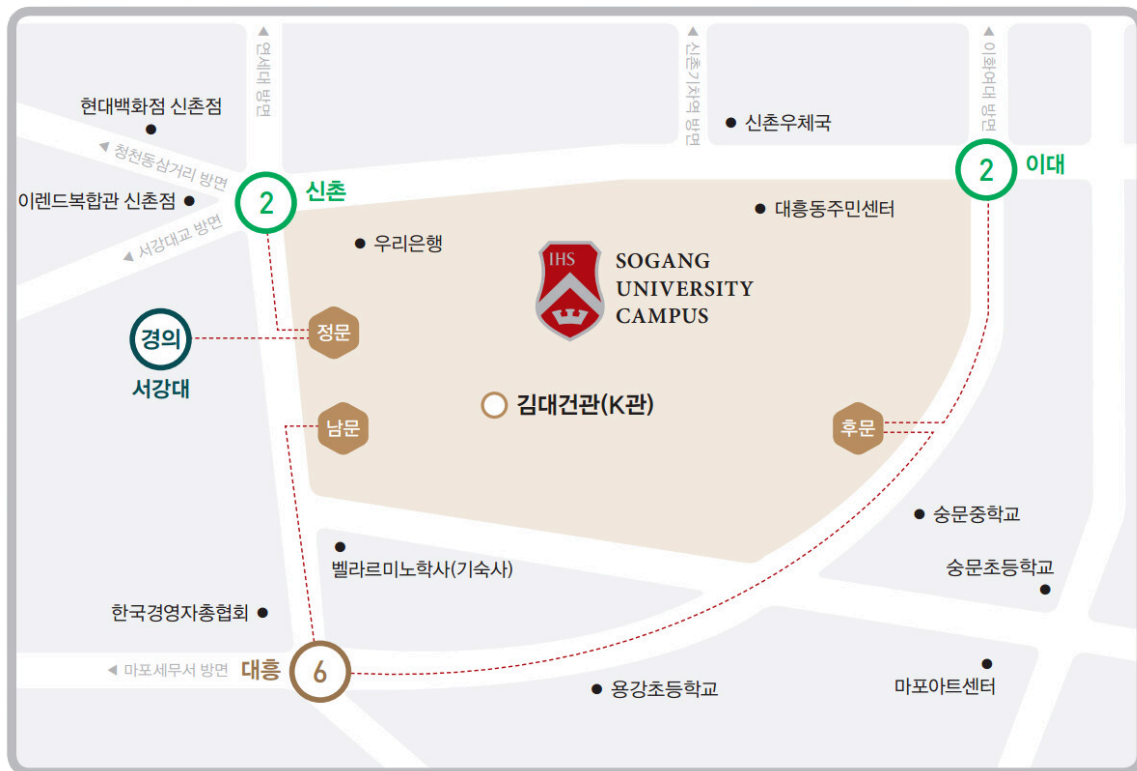 ◀ 연세대 방면
◀ 신촌기차역 방면
◀ 이화여대 방면
현대백화점 신촌점
신촌우체국
◀ 청천동삼거리 방면
2
신촌
2
이대
이렌드복합관 신촌점
◀ 서강대교 방면
대흥동주민센터
우리은행
IHS
SOGANG
UNIVERSITY
CAMPUS
경의
서강대
정문
김대건관(K관)
남문
후문
숭문중학교
벨라르미노학사(기숙사)
숭문초등학교
한국경영자총협회
◀ 마포세무서 방면
대흥
6
용강초등학교
마포아트센터